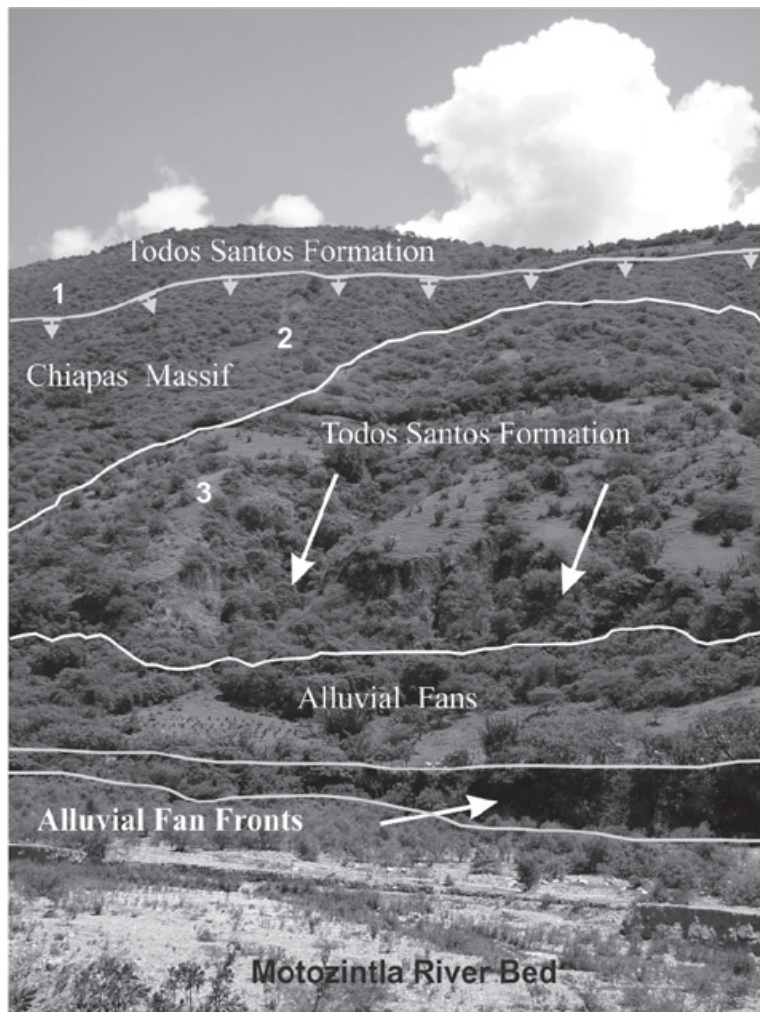 Todos Santos Formation
1
2
Chiapas Massif
Todos Santos Formation
3
Alluvial Fans
Alluvial Fan Fronts
Motozintla River Bed